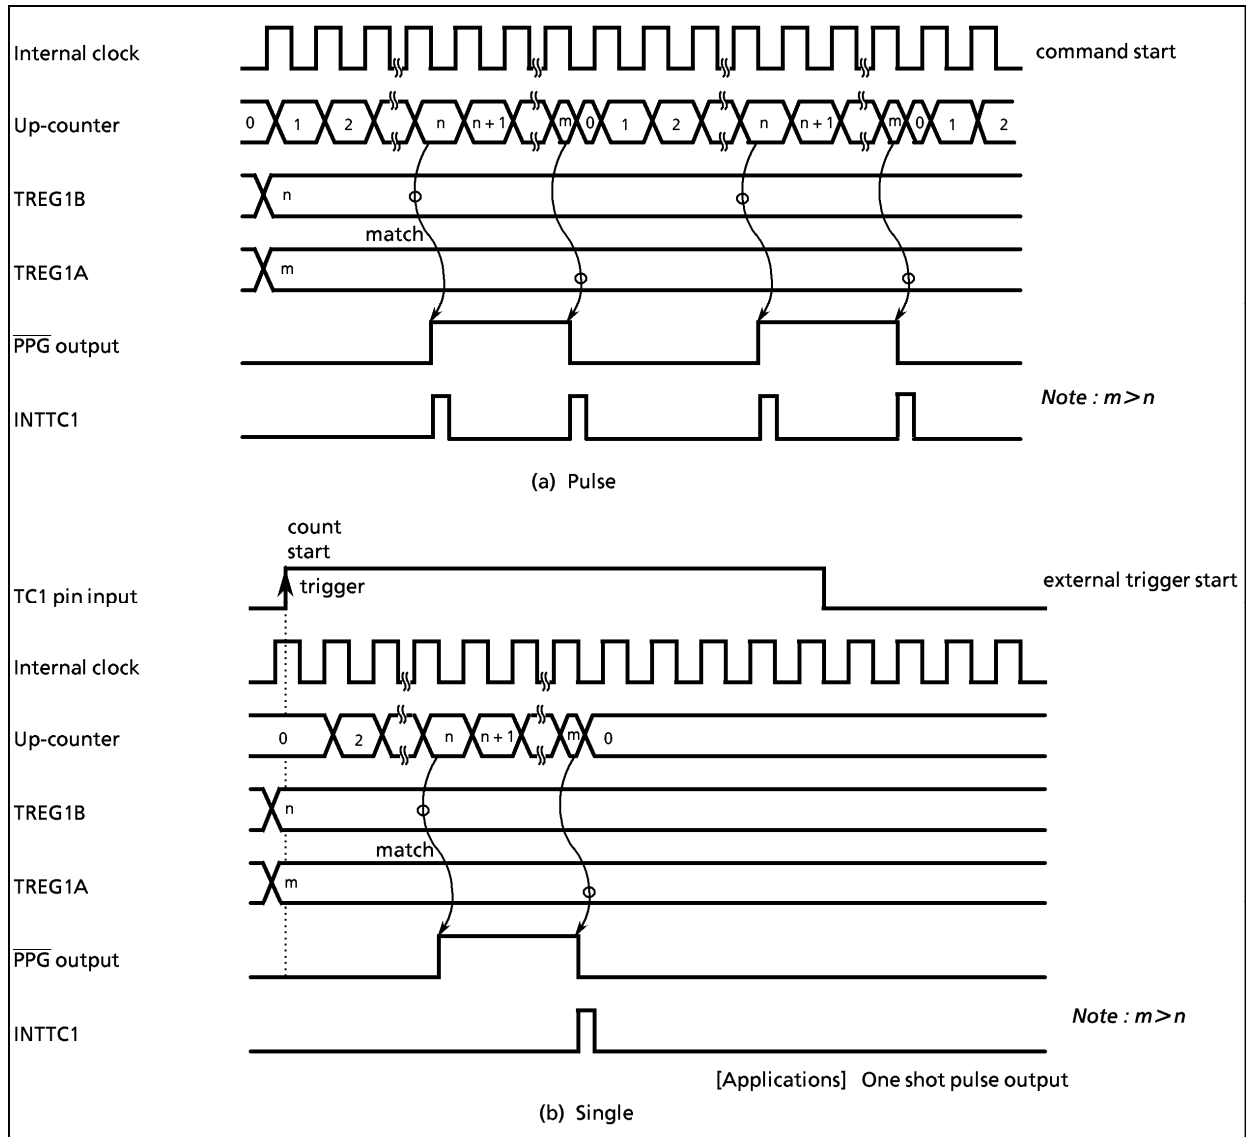 Internal clock
command start
Up-counter
0 1 2 n n + 1 m 0 1 2 n n + 1 m 0 1 2
TREG1B
n
match
TREG1A
m
PPG output
Note : m>n
INTTC1
(a) Pulse
count
start
trigger
TC1 pin input
external trigger start
Internal clock
Up-counter
0 2 n n + 1 m 0
TREG1B
n
match
TREG1A
m
PPG output
Note : m>n
INTTC1
[Applications] One shot pulse output
(b) Single